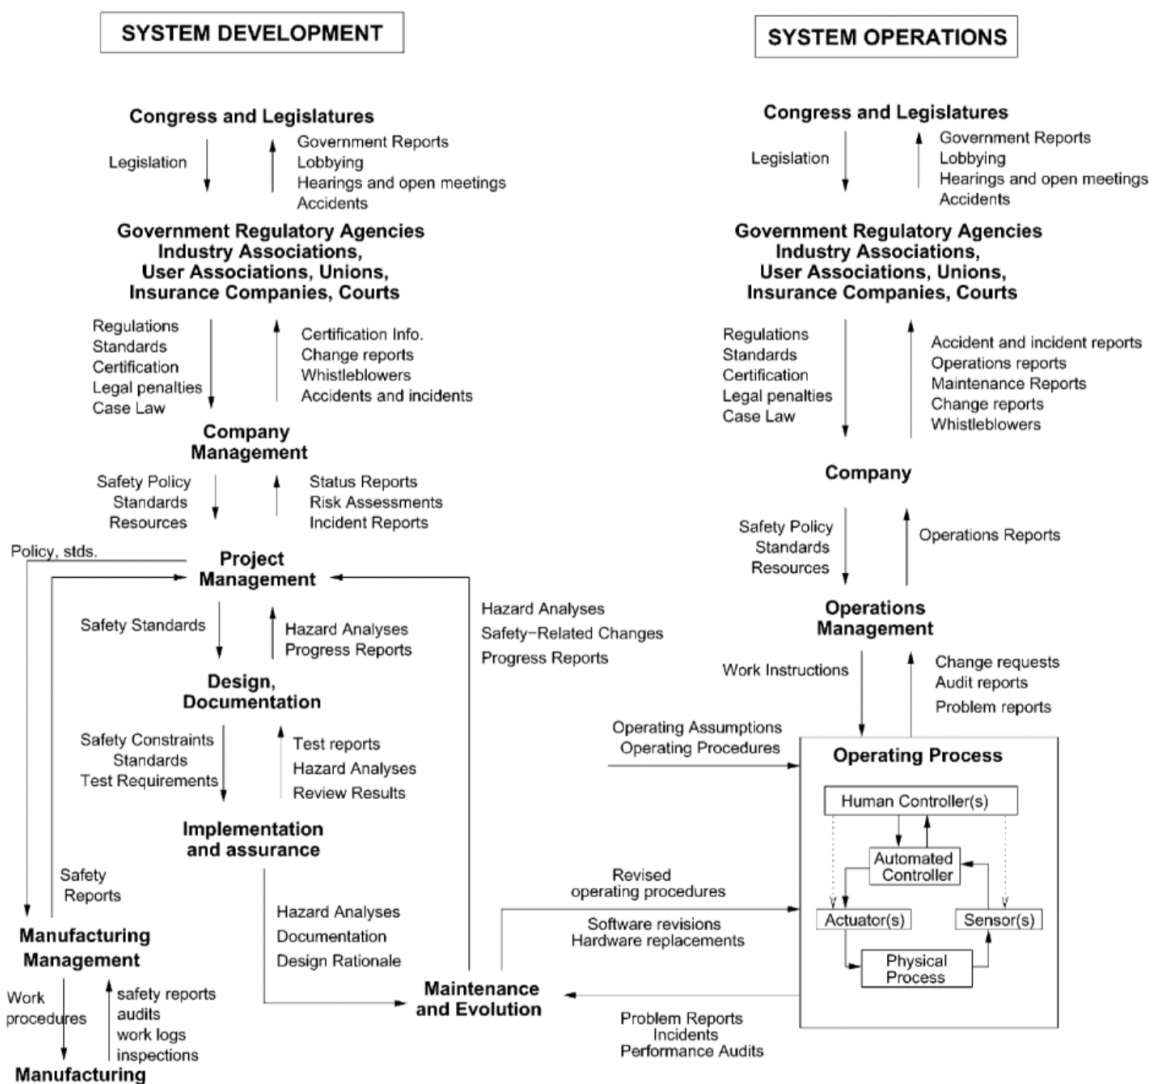 SYSTEM DEVELOPMENT
Congress and Legislatures
Legislation
Government Reports
Lobbying
Hearings and open meetings
Accidents
Government Regulatory Agencies
Industry Associations,
User Associations, Unions,
Insurance Companies, Courts
Regulations
Standards
Certification
Legal penalties
Case Law
Certification Info.
Change reports
Whistleblowers
Accidents and incidents
Company
Management
Safety Policy
Standards
Resources
Status Reports
Risk Assessments
Incident Reports
Policy, stds.
Project
Management
Safety Standards
Hazard Analyses
Progress Reports
Hazard Analyses
Safety-Related Changes
Progress Reports
Design,
Documentation
Safety Constraints
Standards
Test Requirements
Test reports
Hazard Analyses
Review Results
Implementation
and assurance
Safety
Reports
Hazard Analyses
Documentation
Design Rationale
Manufacturing
Management
Work
procedures
safety reports
audits
work logs
inspections
Manufacturing
Maintenance
and Evolution
SYSTEM OPERATIONS
Congress and Legislatures
Legislation
Government Reports
Lobbying
Hearings and open meetings
Accidents
Government Regulatory Agencies
Industry Associations,
User Associations, Unions,
Insurance Companies, Courts
Regulations
Standards
Certification
Legal penalties
Case Law
Accident and incident reports
Operations reports
Maintenance Reports
Change reports
Whistleblowers
Company
Safety Policy
Standards
Resources
Operations Reports
Operations
Management
Work Instructions
Change requests
Audit reports
Problem reports
Operating Assumptions
Operating Procedures
Operating Process
Human Controller(s)
Automated
Controller
Actuator(s)
Sensor(s)
Physical
Process
Revised
operating procedures
Software revisions
Hardware replacements
Problem Reports
Incidents
Performance Audits